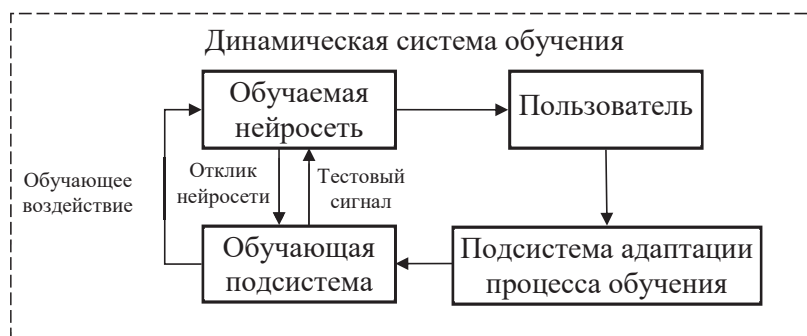 Динамическая система обучения
Обучаемая
нейросеть
Пользователь
Обучающее
воздействие
Отклик
нейросети
Тестовый
сигнал
Обучающая
подсистема
Подсистема адаптации
процесса обучения